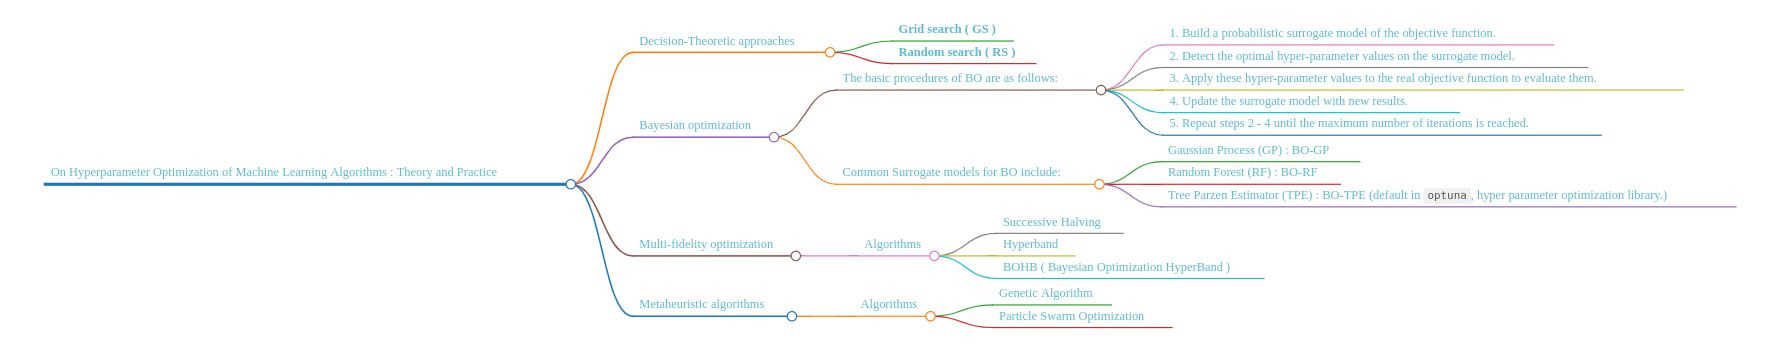 On Hyperparameter Optimization of Machine Learning Algorithms : Theory and Practice
Decision-Theoretic approaches
Grid search ( GS )
Random search ( RS )
Bayesian optimization
The basic procedures of BO are as follows:
1. Build a probabilistic surrogate model of the objective function.
2. Detect the optimal hyper-parameter values on the surrogate model.
3. Apply these hyper-parameter values to the real objective function to evaluate them.
4. Update the surrogate model with new results.
5. Repeat steps 2 - 4 until the maximum number of iterations is reached.
Common Surrogate models for BO include:
Gaussian Process (GP) : BO-GP
Random Forest (RF) : BO-RF
Tree Parzen Estimator (TPE) : BO-TPE (default in optuna , hyper parameter optimization library.)
Multi-fidelity optimization
Algorithms
Successive Halving
Hyperband
BOHB ( Bayesian Optimization HyperBand )
Metaheuristic algorithms
Algorithms
Genetic Algorithm
Particle Swarm Optimization